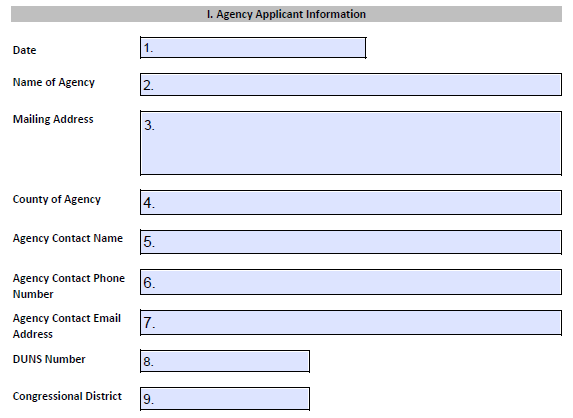 I. Agency Applicant Information
Date 1.
Name of Agency 2.
Mailing Address 3.
County of Agency 4.
Agency Contact Name 5.
Agency Contact Phone
Number 6.
Agency Contact Email
Address 7.
DUNS Number 8.
Congressional District 9.